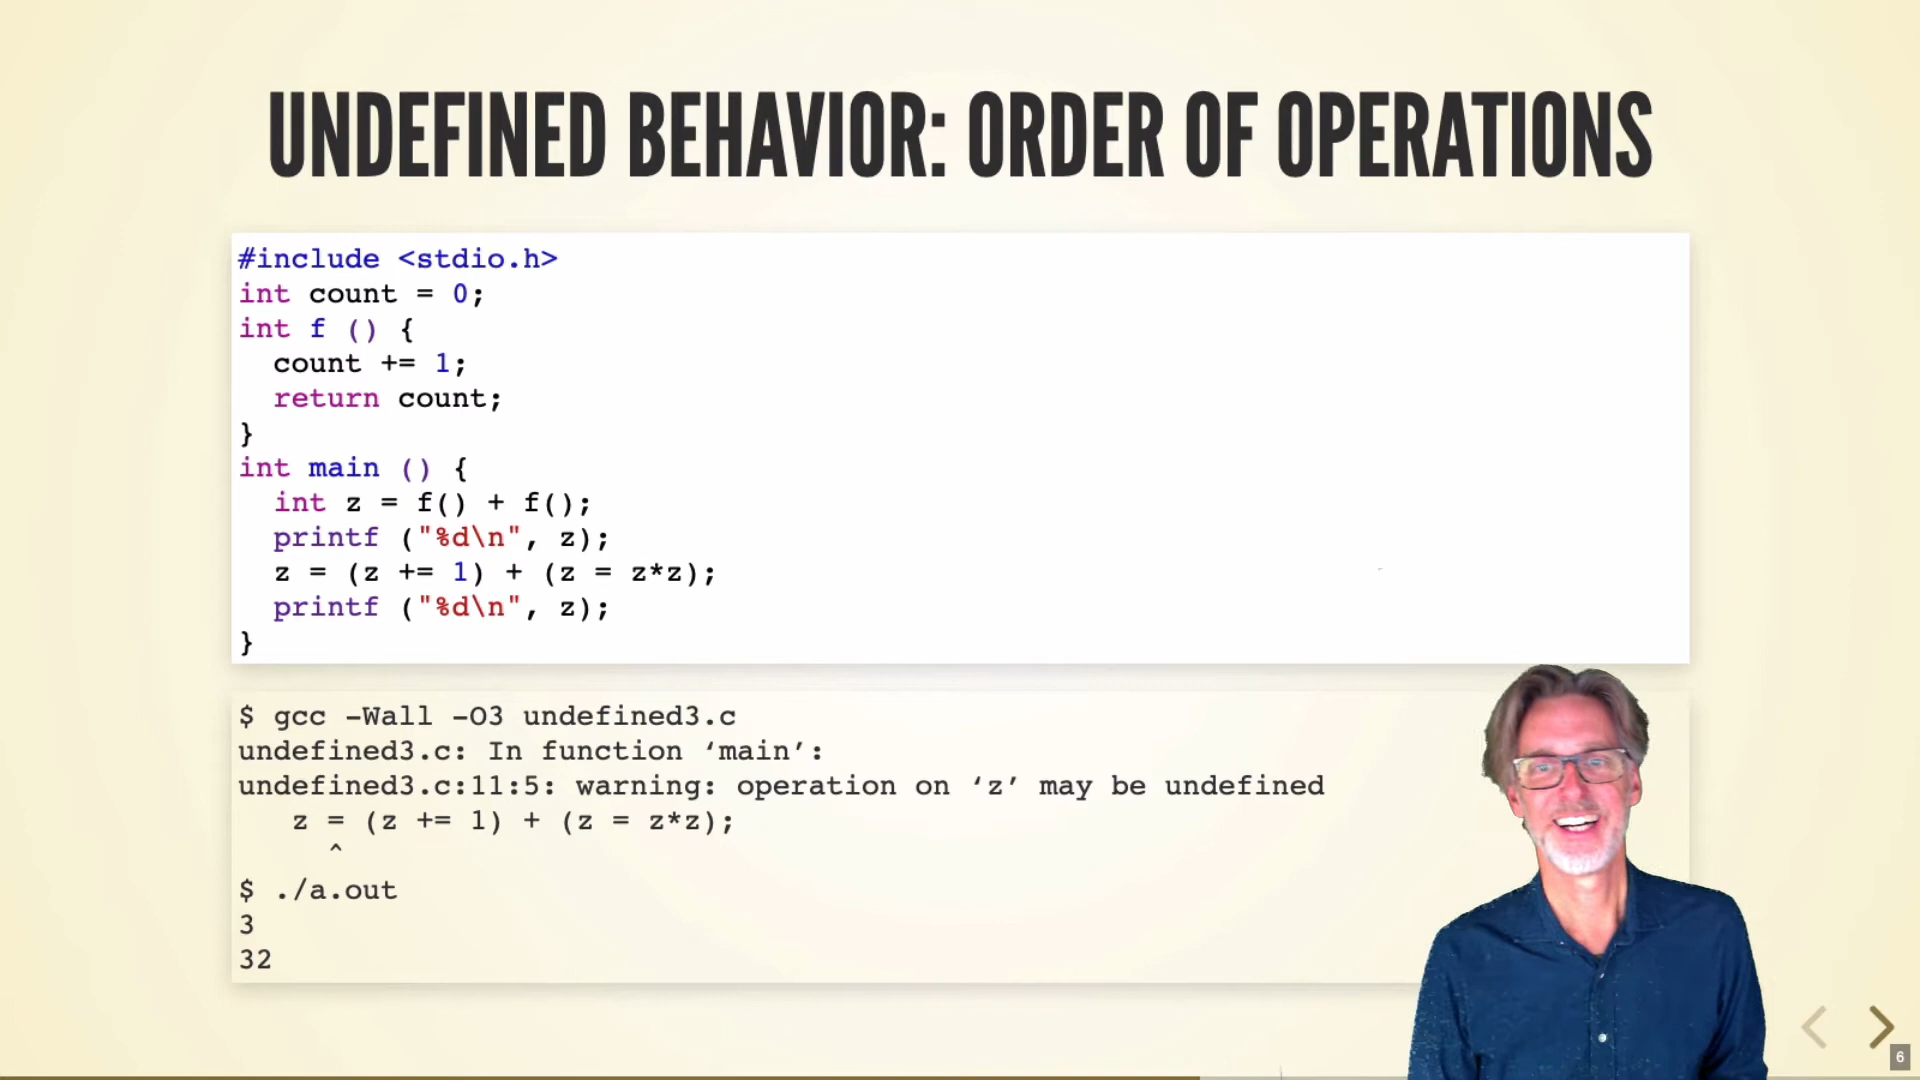 UNDEFINED BEHAVIOR: ORDER OF OPERATIONS
#include <stdio.h>
int count = 0;
int f () {
  count += 1;
  return count;
}
int main () {
  int z = f() + f();
  printf ("%d\n", z);
  z = (z += 1) + (z = z*z);
  printf ("%d\n", z);
}
$ gcc -Wall -O3 undefined3.c
undefined3.c: In function ‘main’:
undefined3.c:11:5: warning: operation on ‘z’ may be undefined
   z = (z += 1) + (z = z*z);
     ^
$ ./a.out
3
32
6